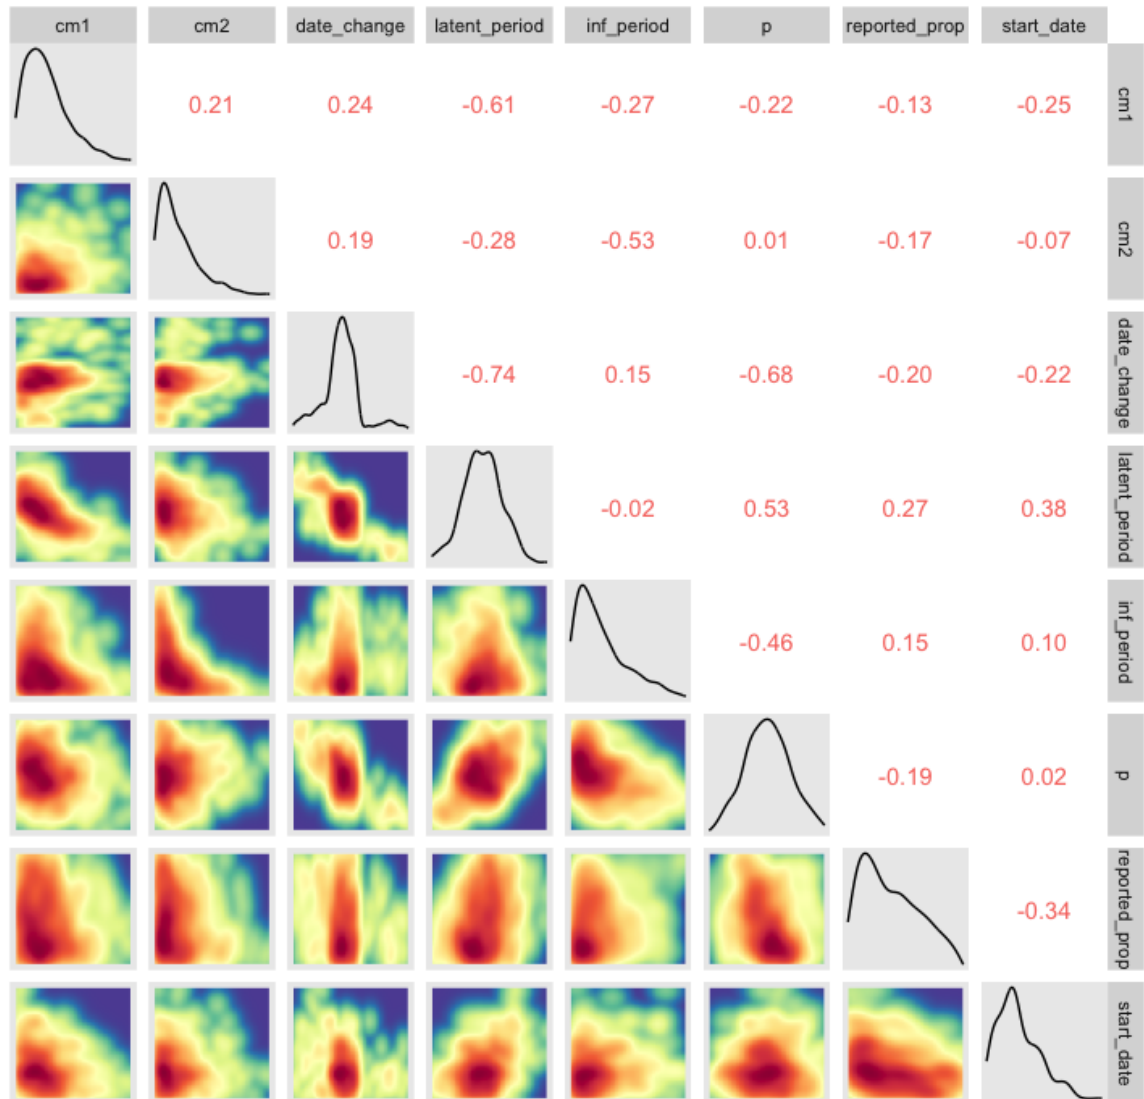 cm1 cm2 date_change latent_period inf_period p reported_prop start_date
0.21 0.24 -0.61 -0.27 -0.22 -0.13 -0.25 cm1
0.19 -0.28 -0.53 0.01 -0.17 -0.07 cm2
-0.74 0.15 -0.68 -0.20 -0.22 date_change
-0.02 0.53 0.27 0.38 latent_period
-0.46 0.15 0.10 inf_period
-0.19 0.02 p
-0.34 reported_prop
start_date